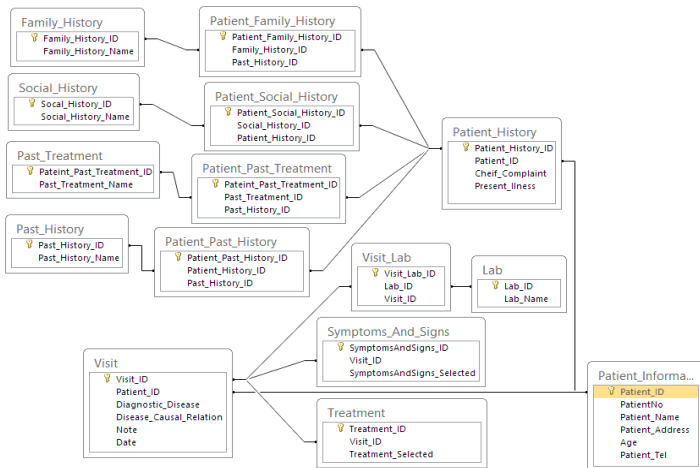 Family_History
Family_History_ID
Family_History_Name
Patient_Family_History
Patient_Family_History_ID
Family_History_ID
Past_History_ID
Social_History
Socal_History_ID
Social_History_Name
Patient_Social_History
Patient_Social_History_ID
Social_History_ID
Patient_History_ID
Patient_History
Patient_History_ID
Patient_ID
Cheif_Complaint
Present_Ilness
Past_Treatment
Pateint_Past_Treatment_ID
Past_Treatment_Name
Patient_Past_Treatment
Pateint_Past_Treatment_ID
Past_Treatment_ID
Past_History_ID
Past_History
Past_History_ID
Past_History_Name
Patient_Past_History
Patient_Past_History_ID
Patient_History_ID
Past_History_ID
Visit_Lab
Visit_Lab_ID
Lab_ID
Visit_ID
Lab
Lab_ID
Lab_Name
Symptoms_And_Signs
SymptomsAndSigns_ID
Visit_ID
SymptomsAndSigns_Selected
Visit
Visit_ID
Patient_ID
Diagnostic_Disease
Disease_Causal_Relation
Note
Date
Patient_Informa...
Patient_ID
PatientNo
Patient_Name
Patient_Address
Age
Patient_Tel
Treatment
Treatment_ID
Visit_ID
Treatment_Selected